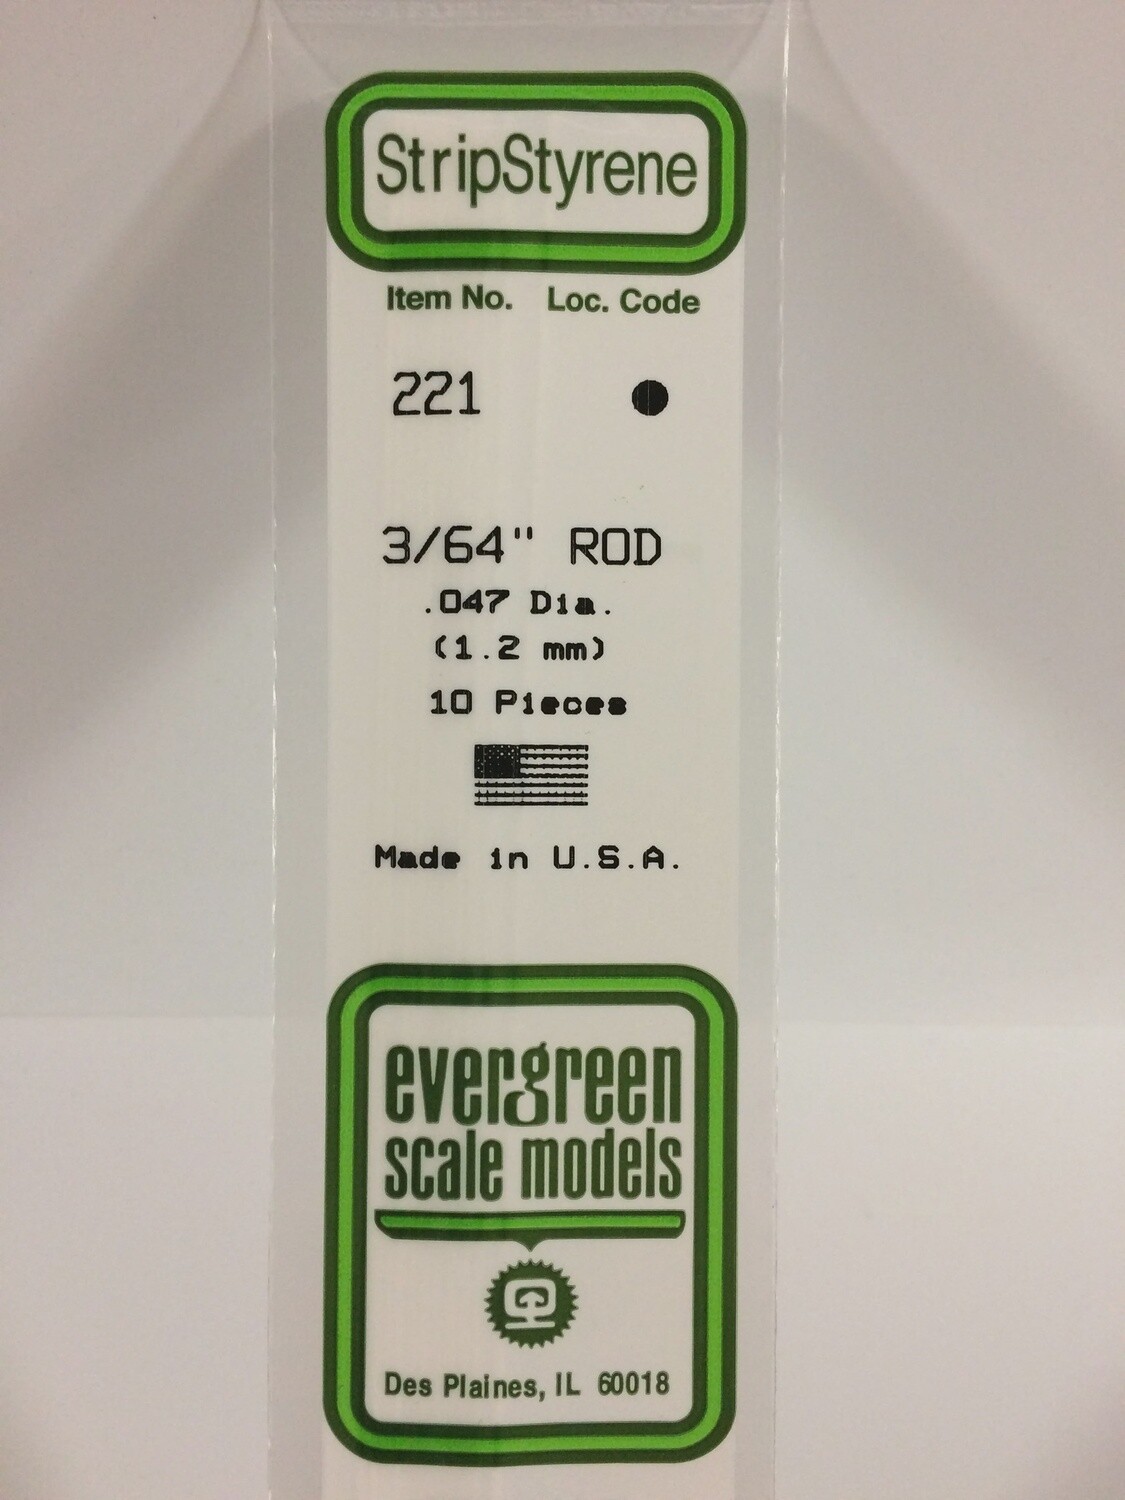 StripStyrene
Item No. Loc. Code
221
3/64" ROD
.047 Dia.
(1.2 mm)
10 Pieces
Made in U.S.A.
evergreen
scale models
Des Plaines, IL 60018